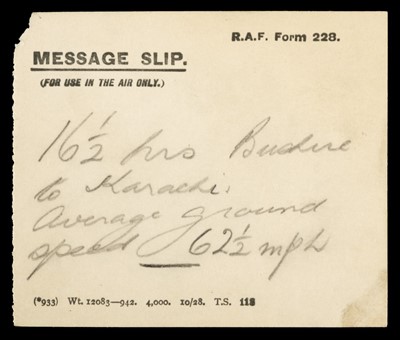 R.A.F. Form 228.
MESSAGE SLIP.
(FOR USE IN THE AIR ONLY.)
16½ hrs Bushire
to Karachi.
Average ground
speed 62½ mph
(*933) Wt. 12083—942. 4,000. 10/28. T.S. 118